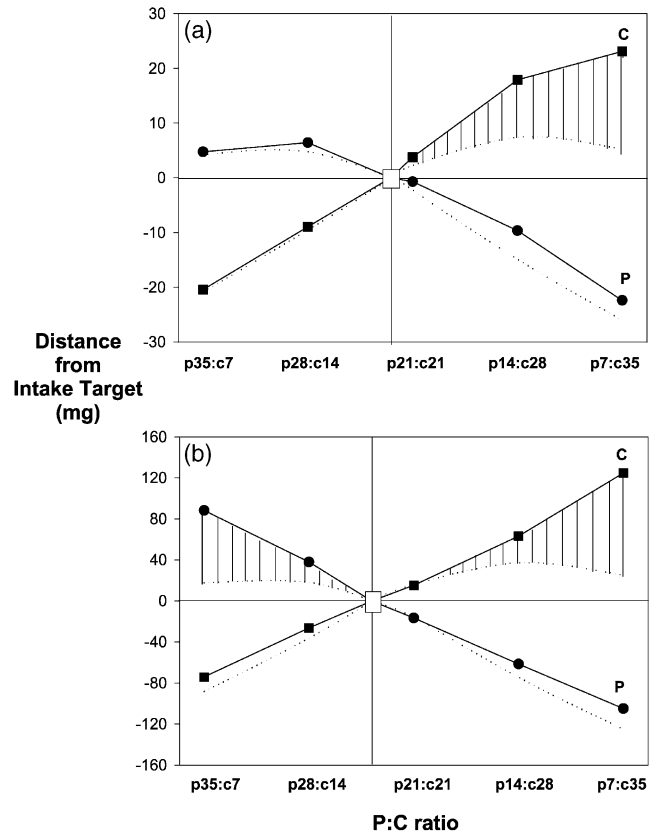 (a)
30
20
10
0
-10
-20
-30
C
P
p35:c7 p28:c14 p21:c21 p14:c28 p7:c35
Distance
from
Intake Target
(mg)
(b)
160
120
80
40
0
-40
-80
-120
-160
C
P
p35:c7 p28:c14 p21:c21 p14:c28 p7:c35
P:C ratio